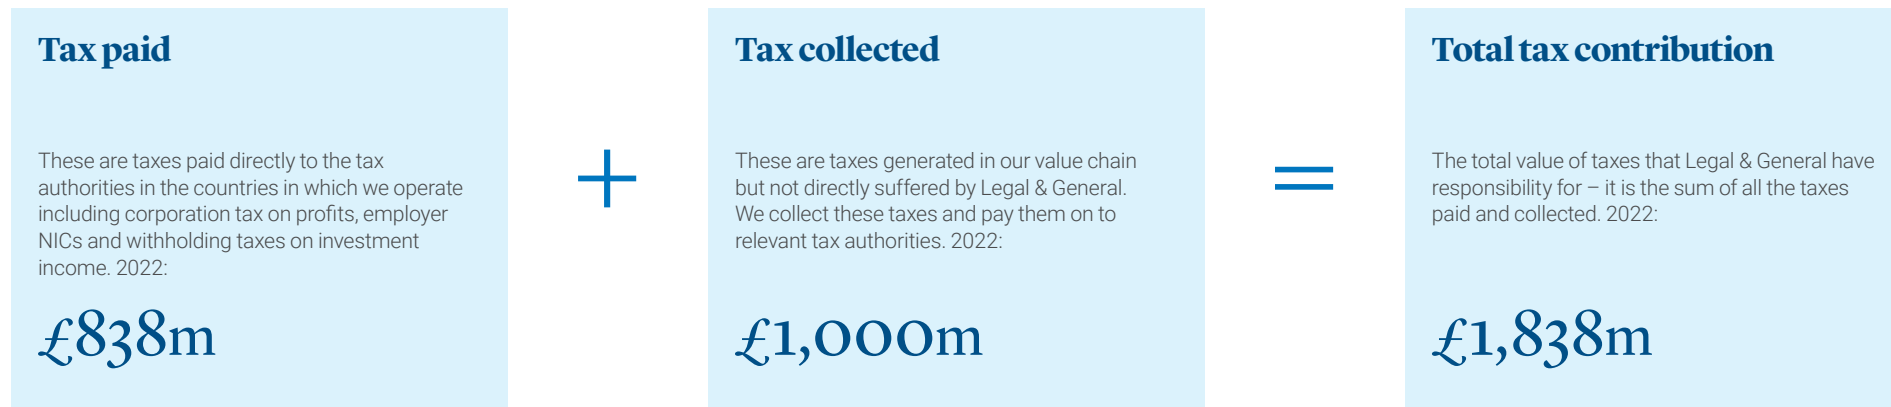 Tax paid
These are taxes paid directly to the tax
authorities in the countries in which we operate
including corporation tax on profits, employer
NICs and withholding taxes on investment
income. 2022:
£838m
+
Tax collected
These are taxes generated in our value chain
but not directly suffered by Legal & General.
We collect these taxes and pay them on to
relevant tax authorities. 2022:
£1,000m
=
Total tax contribution
The total value of taxes that Legal & General have
responsibility for – it is the sum of all the taxes
paid and collected. 2022:
£1,838m